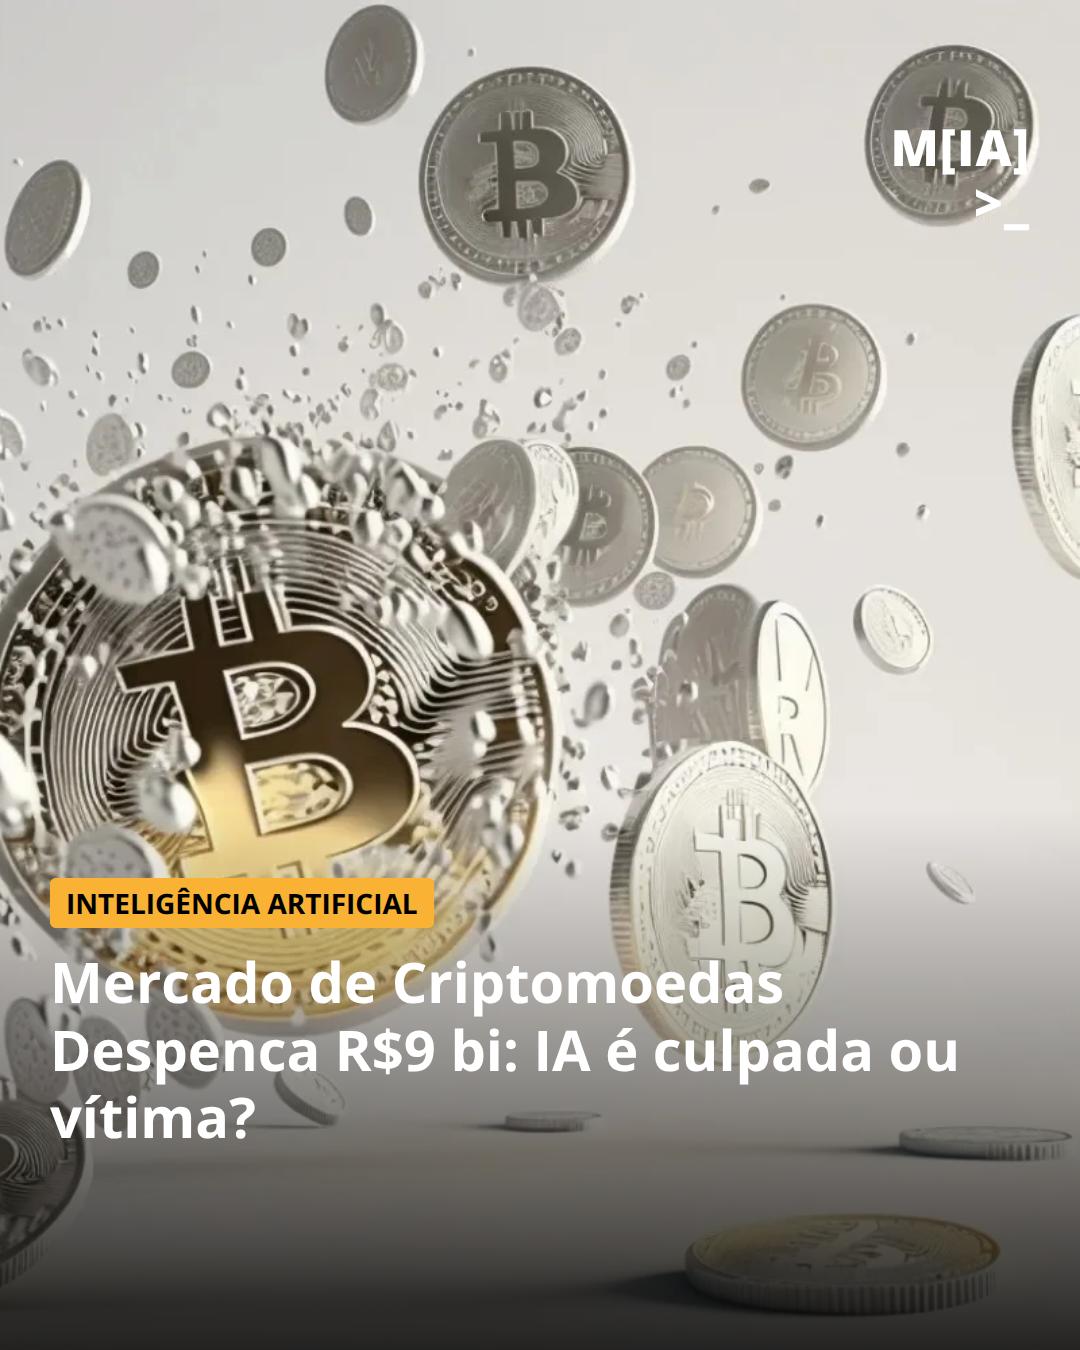 M[IA]
>_
INTELIGÊNCIA ARTIFICIAL
Mercado de Criptomoedas
Despenca R$9 bi: IA é culpada ou
vítima?